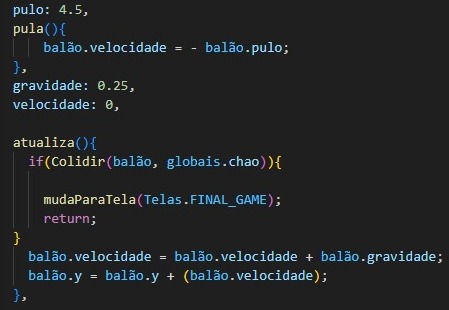 pulo: 4.5,
pula(){
balão.velocidade = - balão.pulo;
},
gravidade: 0.25,
velocidade: 0,
atualiza(){
if(Colidir(balão, globais.chao)){
mudaParaTela(Telas.FINAL_GAME);
return;
}
balão.velocidade = balão.velocidade + balão.gravidade;
balão.y = balão.y + (balão.velocidade);
},